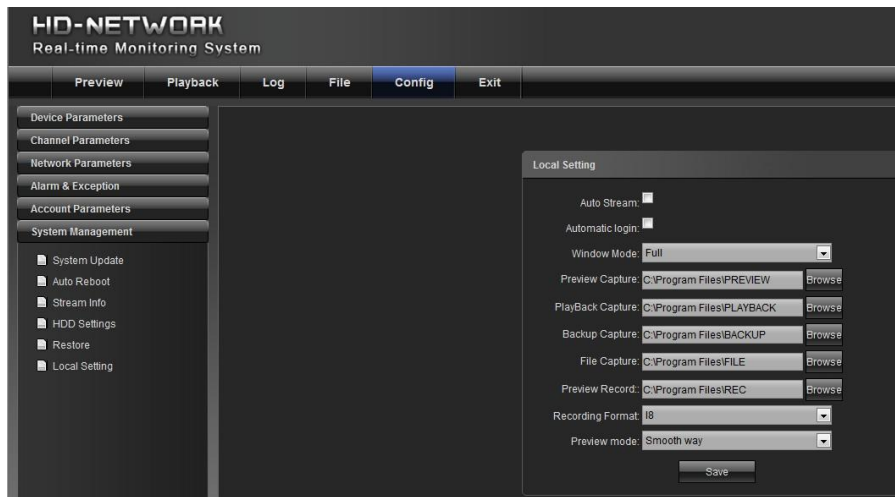 HD-NETWORK
Real-time Monitoring System
Preview Playback Log File Config Exit
Device Parameters
Channel Parameters
Network Parameters
Alarm & Exception
Account Parameters
System Management
System Update
Auto Reboot
Stream Info
HDD Settings
Restore
Local Setting
Local Setting
Auto Stream:
Automatic login:
Window Mode: Full
Preview Capture: C:\Program Files\PREVIEW Browse
PlayBack Capture: C:\Program Files\PLAYBACK Browse
Backup Capture: C:\Program Files\BACKUP Browse
File Capture: C:\Program Files\FILE Browse
Preview Record:: C:\Program Files\REC Browse
Recording Format: I8
Preview mode: Smooth way
Save